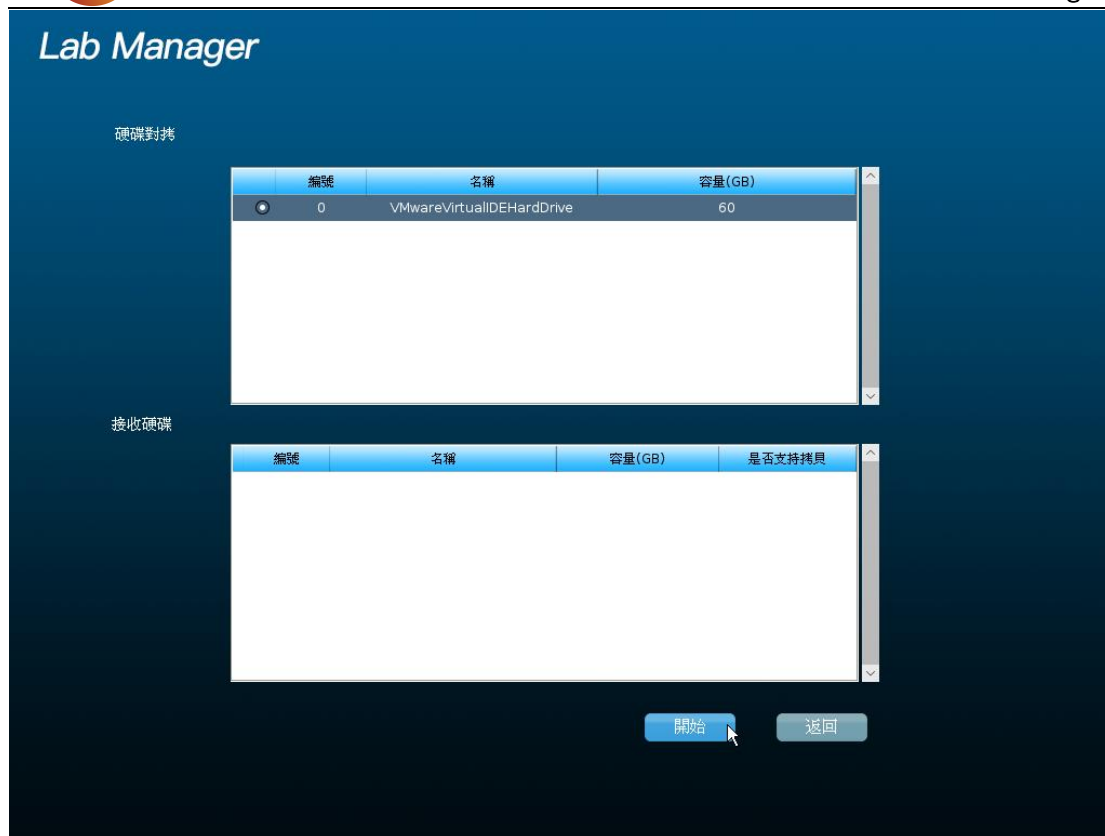 Lab Manager
硬碟對拷
編號 名稱 容量(GB)
0 VMwareVirtualIDEHardDrive 60
接收硬碟
編號 名稱 容量(GB) 是否支持拷貝
開始 返回